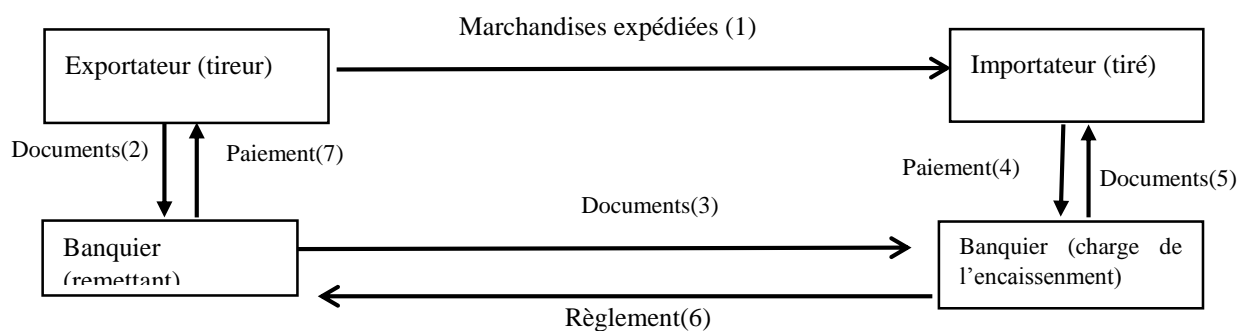 Marchandises expédiées (1)
Exportateur (tireur)
Importateur (tiré)
Documents(2)
Paiement(7)
Paiement(4)
Documents(5)
Documents(3)
Banquier
(remettant)
Banquier (charge de
l’encaissenment)
Règlement(6)